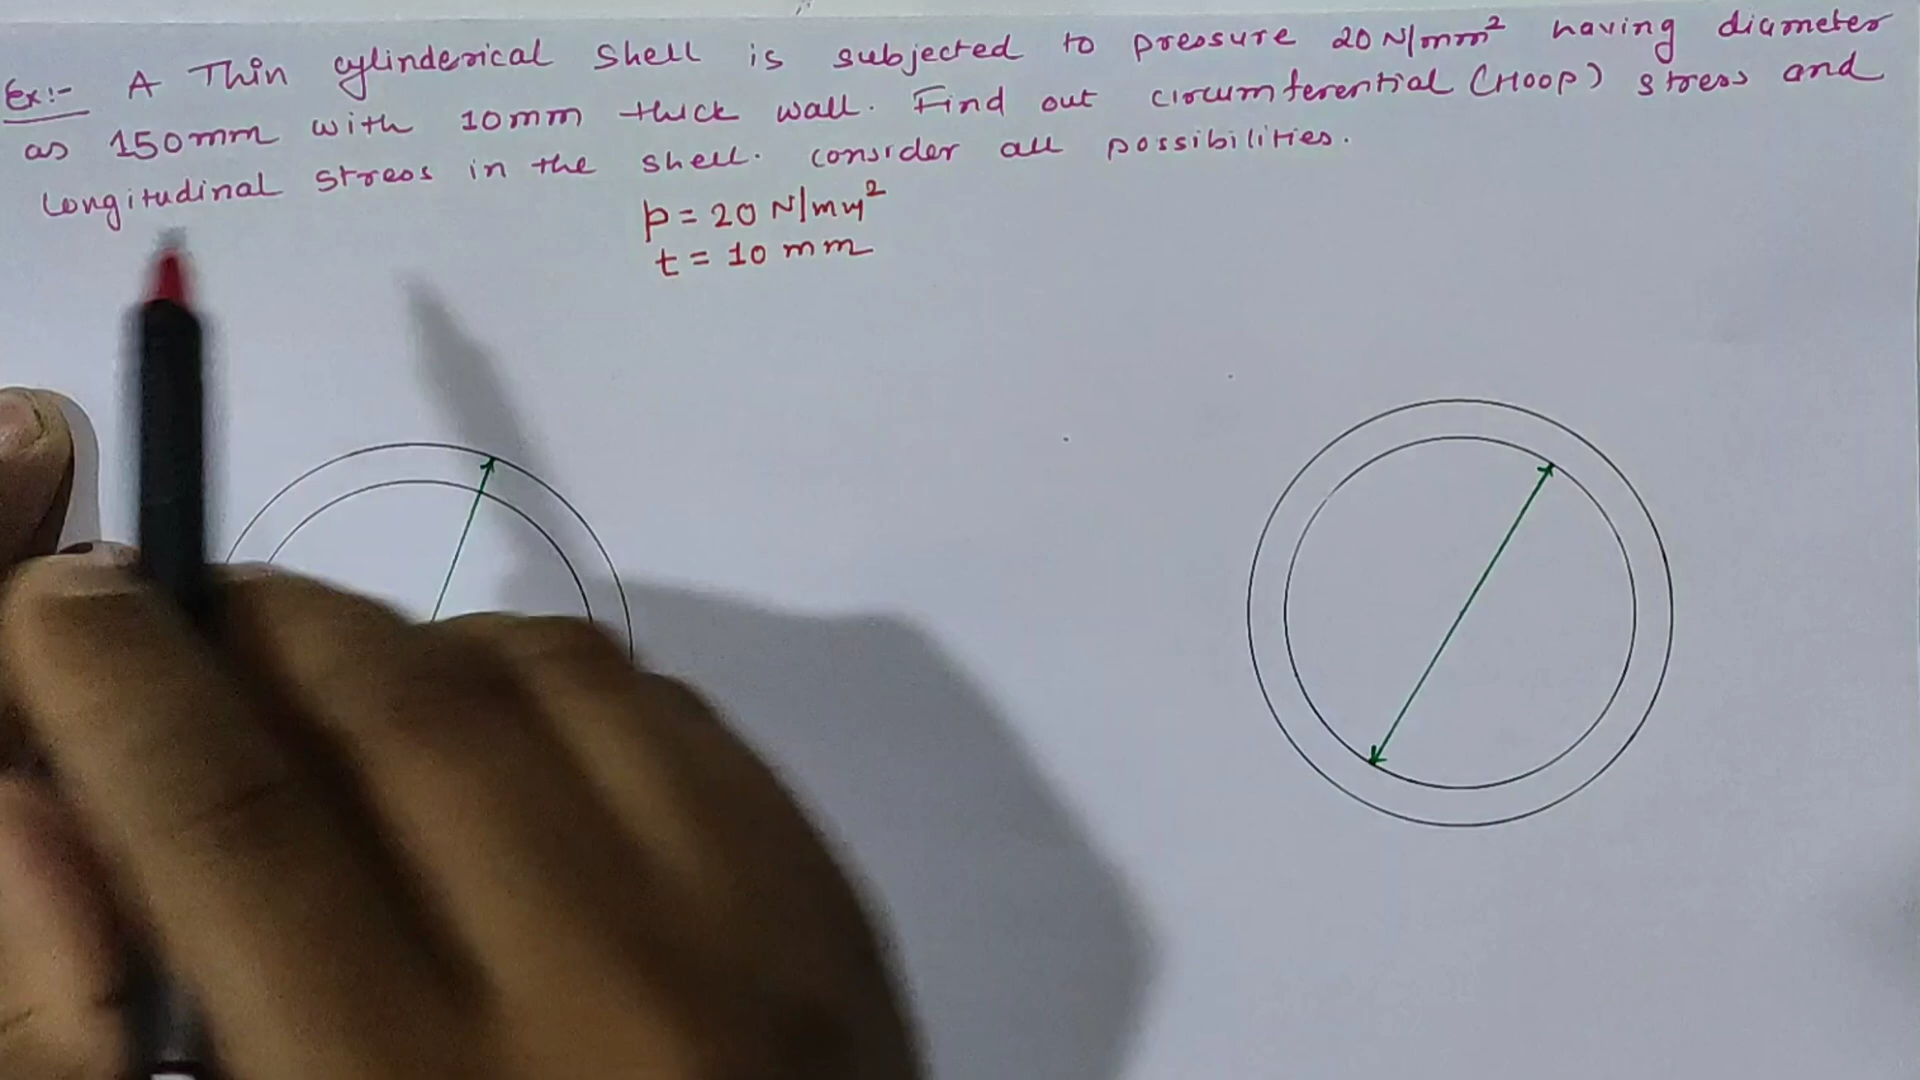 Ex:- A Thin cylinderical shell is subjected to pressure 20 N/mm² having diameter
as 150mm with 10mm thick wall. Find out circumferential (Hoop) stress and
Longitudinal stress in the shell. consider all possibilities.
p = 20 N/mm²
t = 10 mm